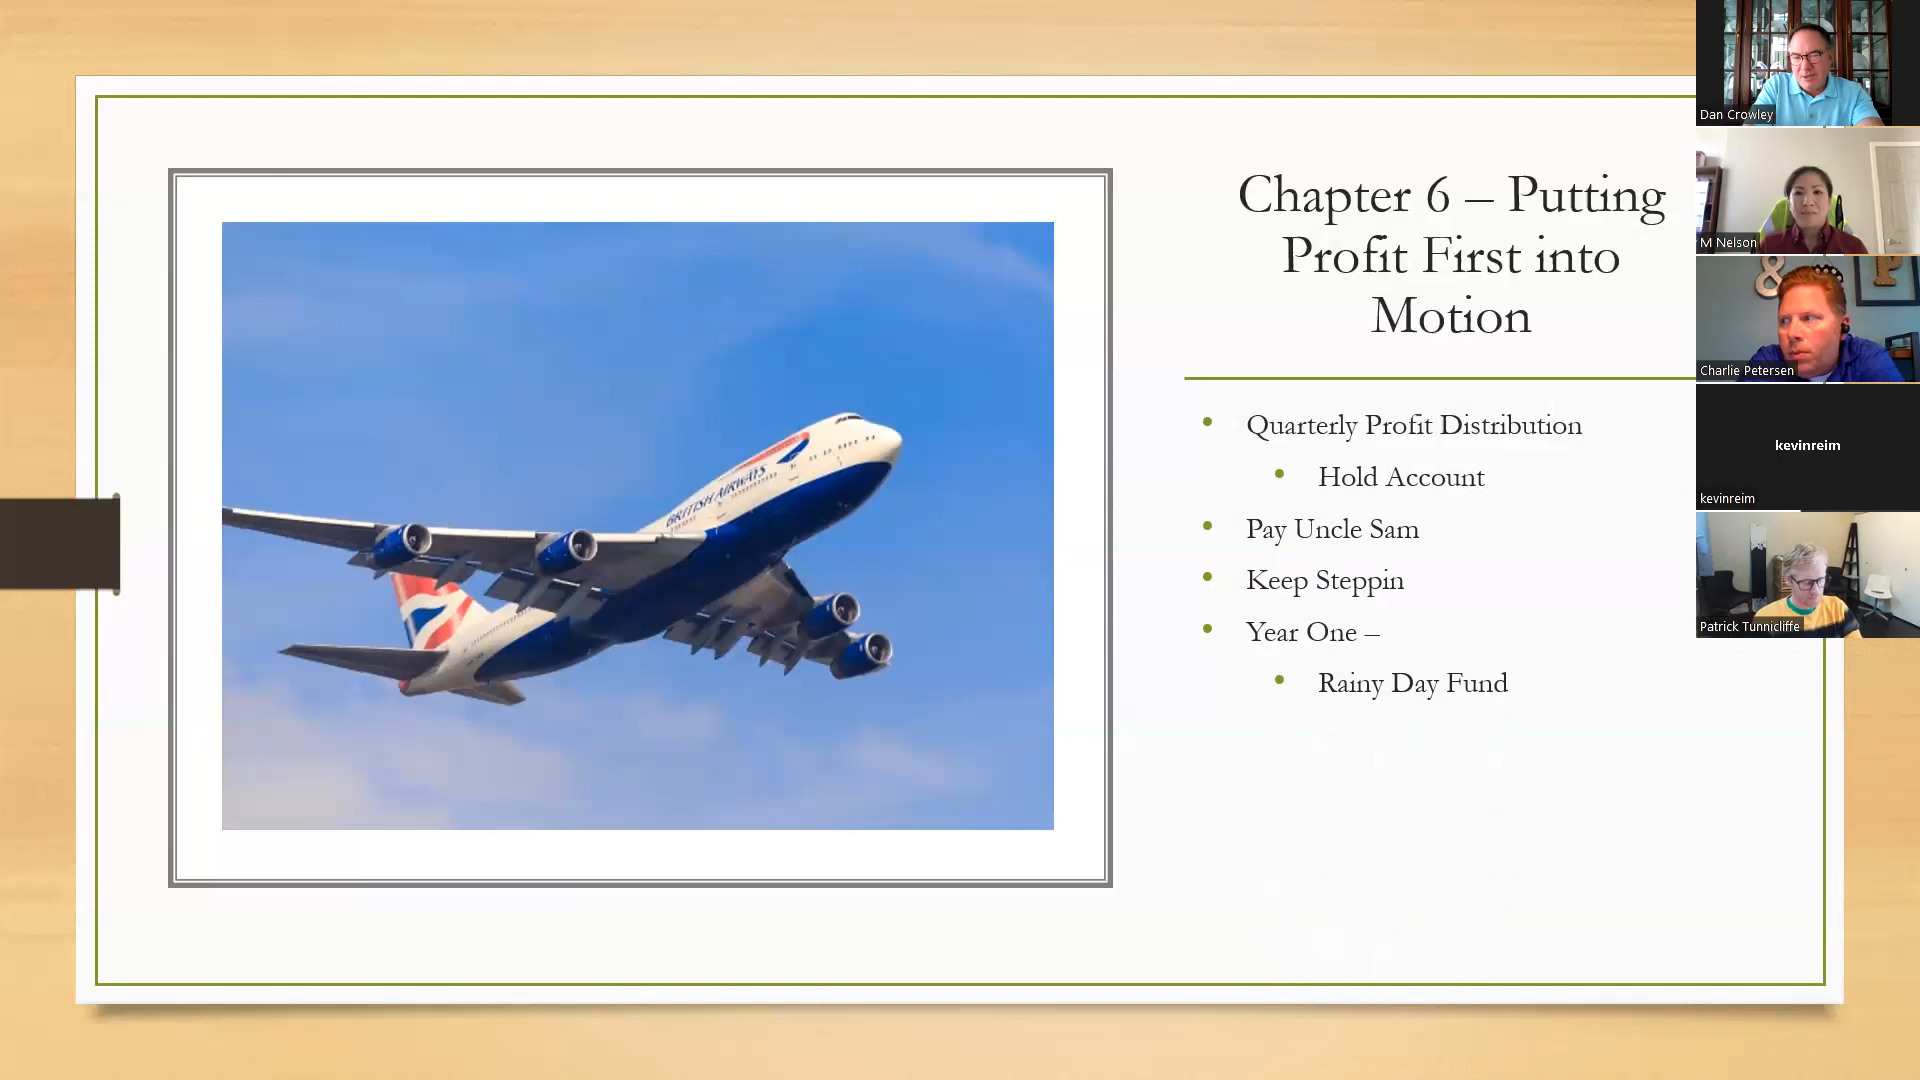 Chapter 6 – Putting
Profit First into
Motion
• Quarterly Profit Distribution
• Hold Account
• Pay Uncle Sam
• Keep Steppin
• Year One –
• Rainy Day Fund
BRITISH AIRWAYS
Dan Crowley
M Nelson
& P
Charlie Petersen
kevinreim
kevinreim
Patrick Tunnicliffe